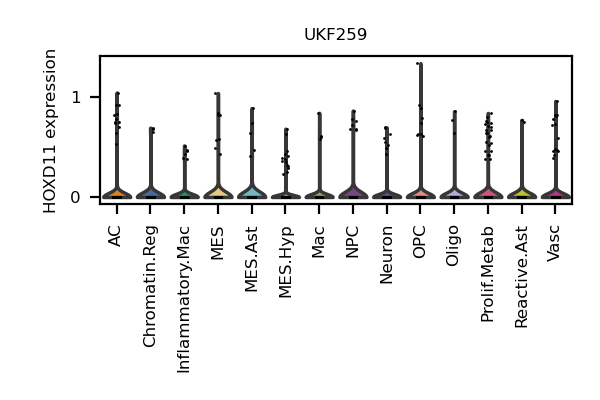 UKF259
HOXD11 expression
1
0
AC
Chromatin.Reg
Inflammatory.Mac
MES
MES.Ast
MES.Hyp
Mac
NPC
Neuron
OPC
Oligo
Prolif.Metab
Reactive.Ast
Vasc